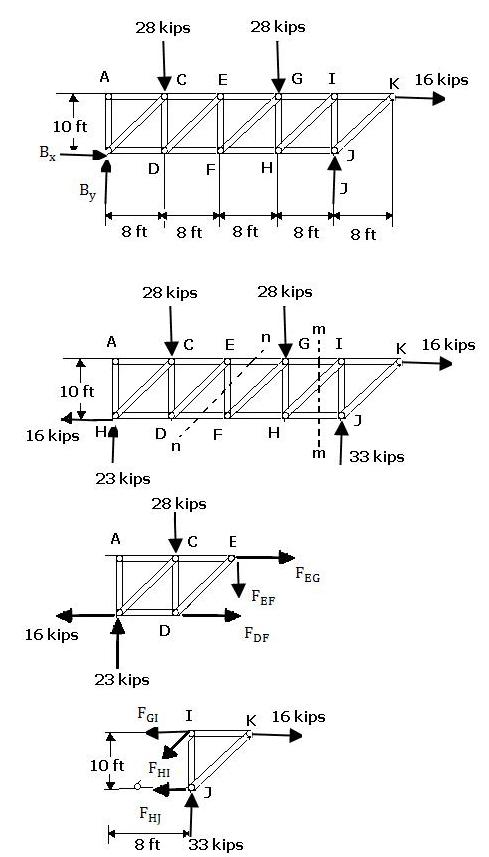 28 kips 28 kips
A C E G I K 16 kips
10 ft
Bx
D F H J
By J
8 ft 8 ft 8 ft 8 ft 8 ft
28 kips 28 kips
n m
A C E G I K 16 kips
10 ft
16 kips H D F H J
n m
23 kips 33 kips
28 kips
A C E
FEG
FEF
16 kips D FDF
23 kips
FGI I K 16 kips
10 ft FHI
J
FHJ
8 ft 33 kips